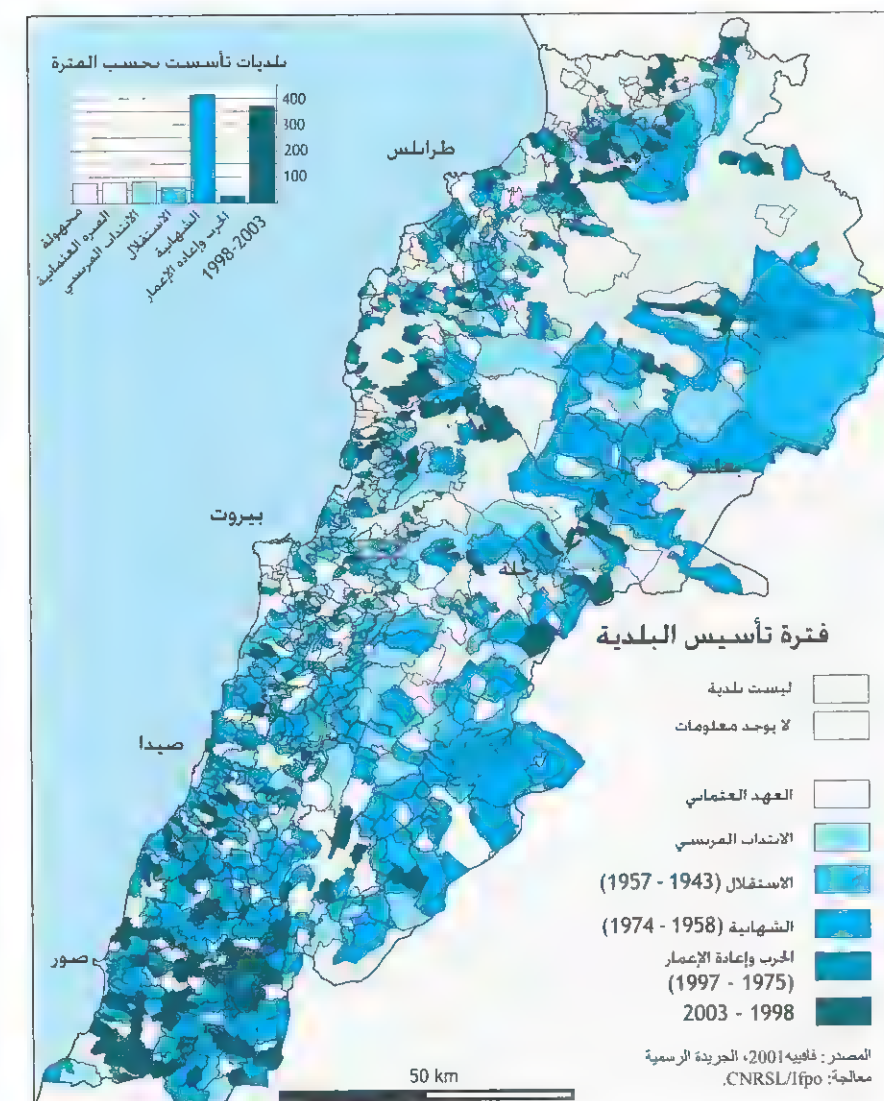 بلديات تأسست بحسب الفترة
400
300
200
100
مجهولة
الفترة العثمانية
الانتداب الفرنسي
الاستقلال
الشهابية
الحرب وإعادة الإعمار
1998-2003
طرابلس
بعلبك
بيروت
زحلة
صيدا
صور
فترة تأسيس البلدية
ليست بلدية
لا يوجد معلومات
العهد العثماني
الانتداب الفرنسي
الاستقلال (1943 - 1957)
الشهابية (1958 - 1974)
الحرب وإعادة الإعمار
(1975 - 1997)
1998 - 2003
المصدر: فافييه 2001، الجريدة الرسمية
معالجة: CNRSL/Ifpo.
50 km